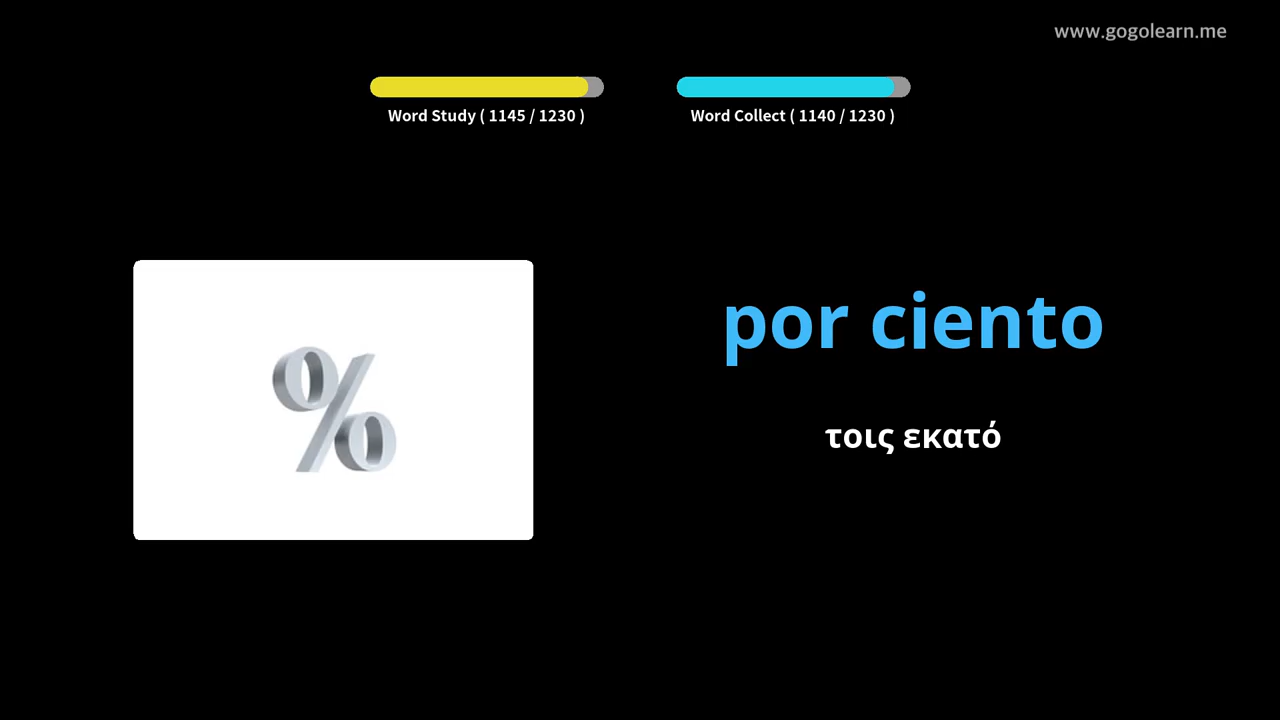 www.gogolearn.me
Word Study ( 1145 / 1230 )
Word Collect ( 1140 / 1230 )
%
por ciento
τοις εκατό